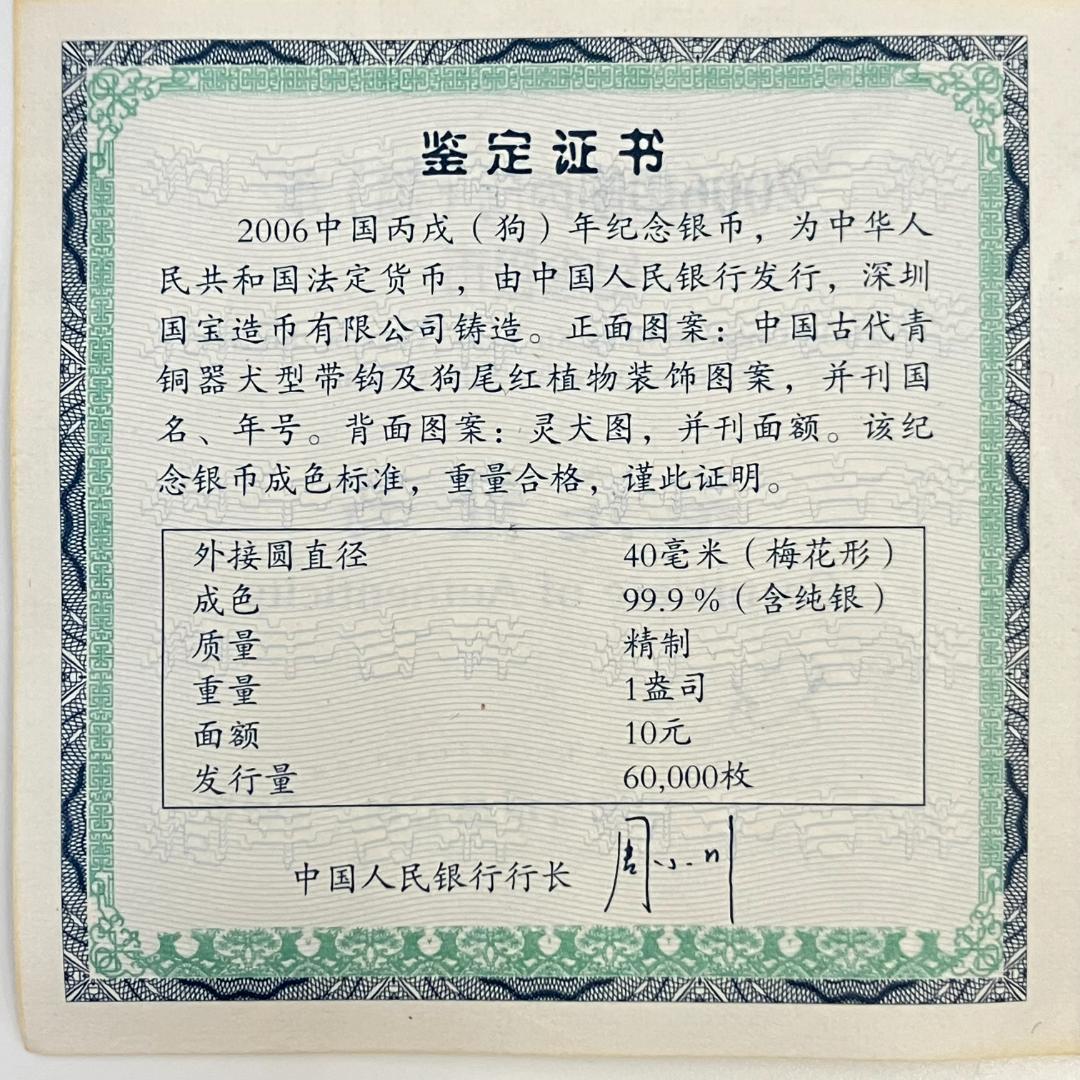 鉴定证书
2006中国丙戌（狗）年纪念银币，为中华人
民共和国法定货币，由中国人民银行发行，深圳
国宝造币有限公司铸造。正面图案：中国古代青
铜器犬型带钩及狗尾红植物装饰图案，并刊国
名、年号。背面图案：灵犬图，并刊面额。该纪
念银币成色标准，重量合格，谨此证明。
外接圆直径 40毫米（梅花形）
成色 99.9％（含纯银）
质量 精制
重量 1盎司
面额 10元
发行量 60,000枚
中国人民银行行长 周小川